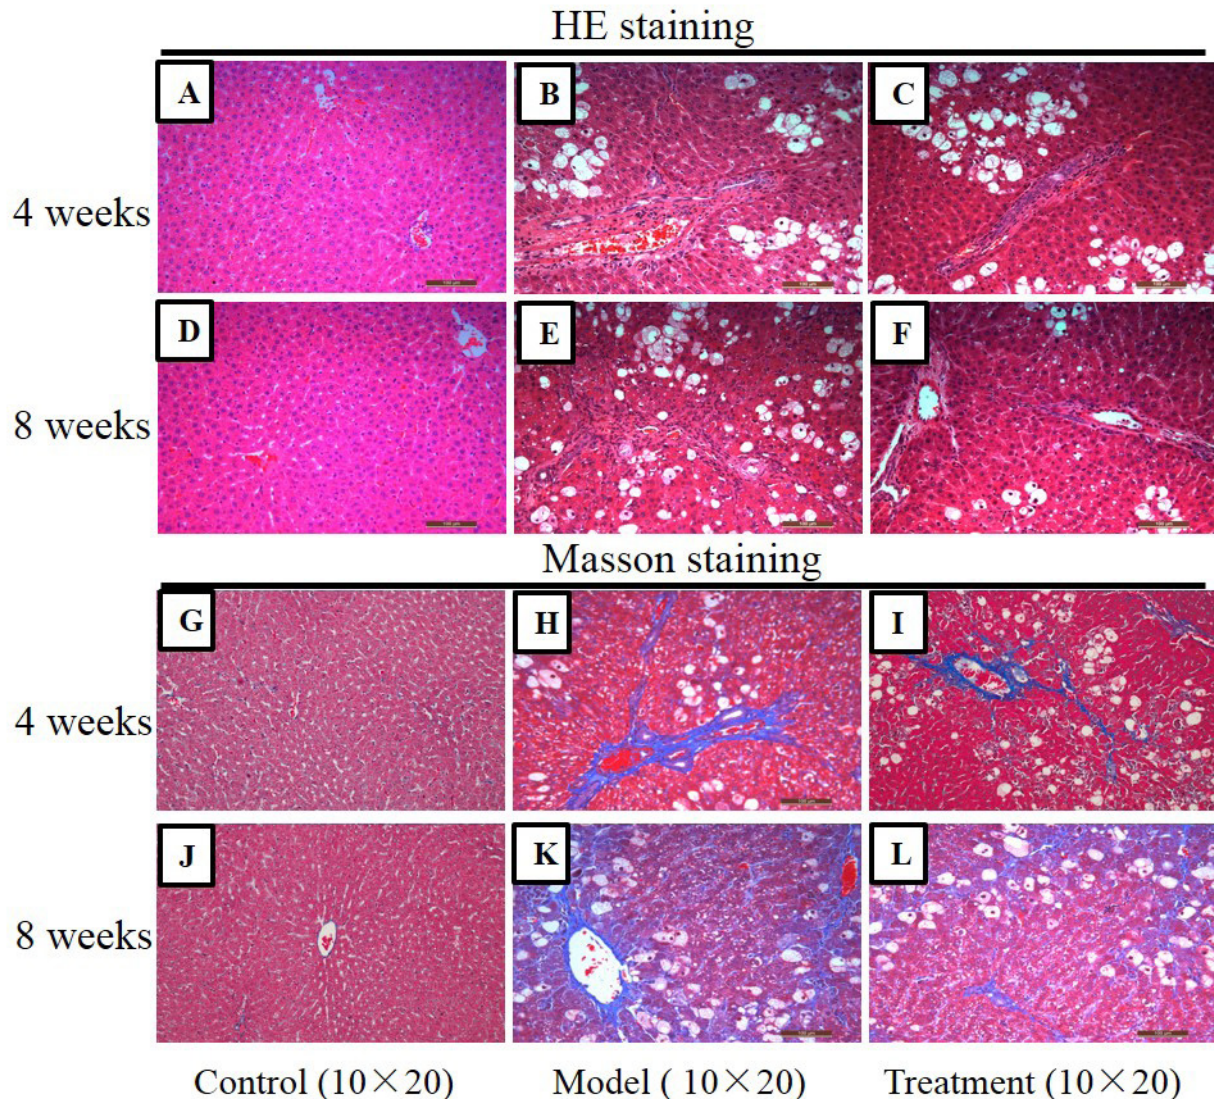 HE staining
A B C
4 weeks
D E F
8 weeks
Masson staining
G H I
4 weeks
J K L
8 weeks
Control (10×20) Model ( 10×20) Treatment (10×20)